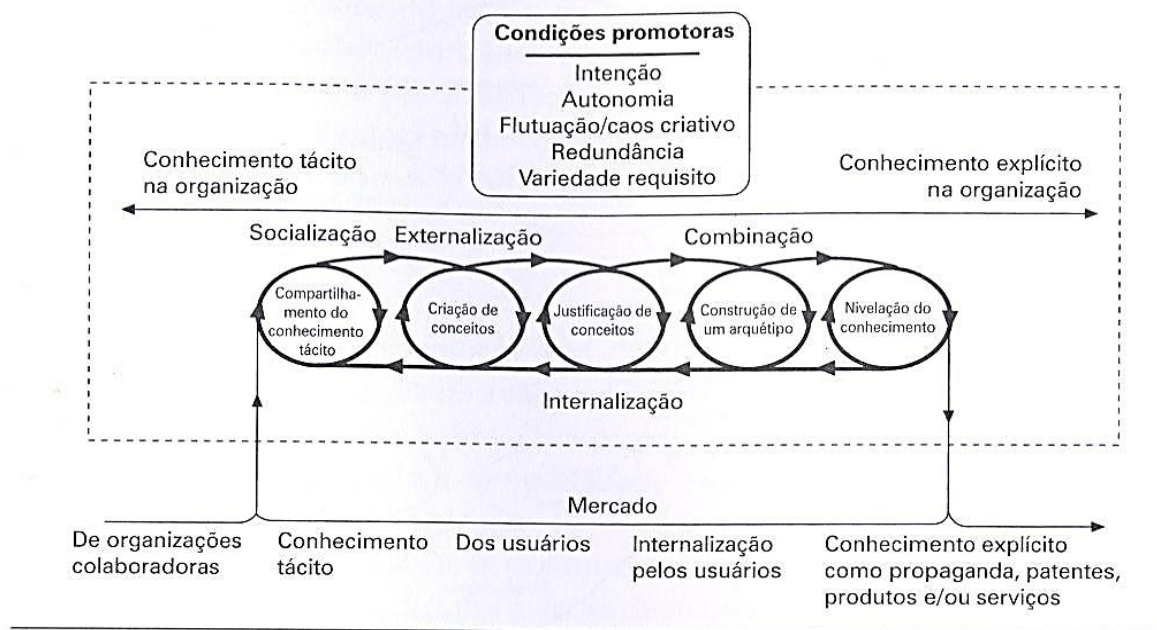 Condições promotoras
Intenção
Autonomia
Flutuação/caos criativo
Redundância
Variedade requisito
Conhecimento tácito
na organização
Conhecimento explícito
na organização
Socialização
Externalização
Combinação
Compartilha-
mento do
conhecimento
tácito
Criação de
conceitos
Justificação de
conceitos
Construção de
um arquétipo
Nivelação do
conhecimento
Internalização
Mercado
De organizações
colaboradoras
Conhecimento
tácito
Dos usuários
Internalização
pelos usuários
Conhecimento explícito
como propaganda, patentes,
produtos e/ou serviços